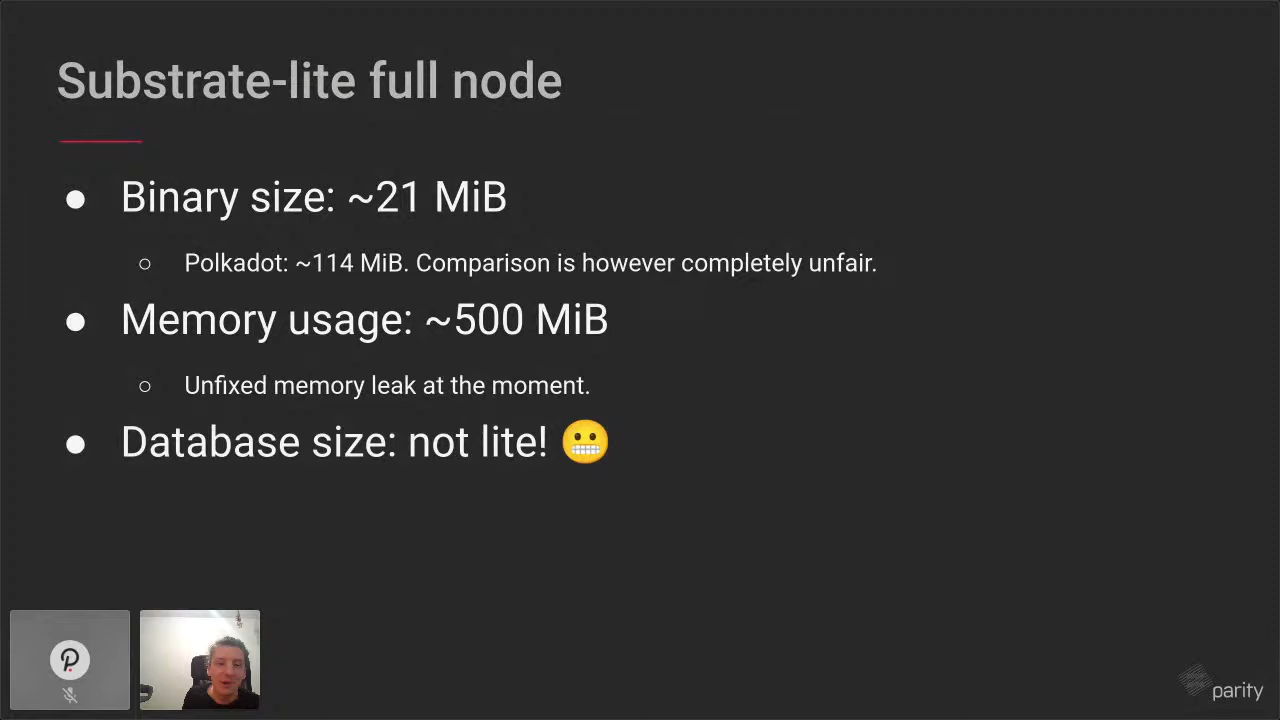 Substrate-lite full node
● Binary size: ~21 MiB
○ Polkadot: ~114 MiB. Comparison is however completely unfair.
● Memory usage: ~500 MiB
○ Unfixed memory leak at the moment.
● Database size: not lite! 😬
parity